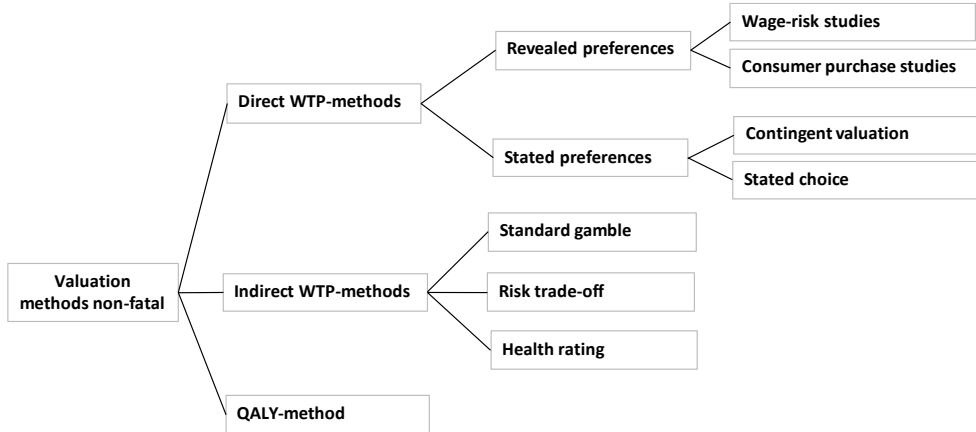 Wage-risk studies
Revealed preferences
Consumer purchase studies
Direct WTP-methods
Contingent valuation
Stated preferences
Stated choice
Standard gamble
Valuation
methods non-fatal
Indirect WTP-methods
Risk trade-off
Health rating
QALY-method